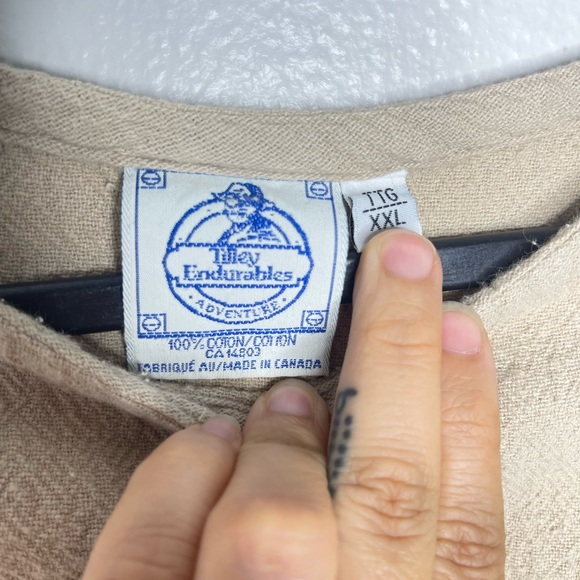 Tilley
Endurables
· ADVENTURE ·
100% COTON/COTTON
CA 14803
FABRIQUÉ AU/MADE IN CANADA
TTG
XXL